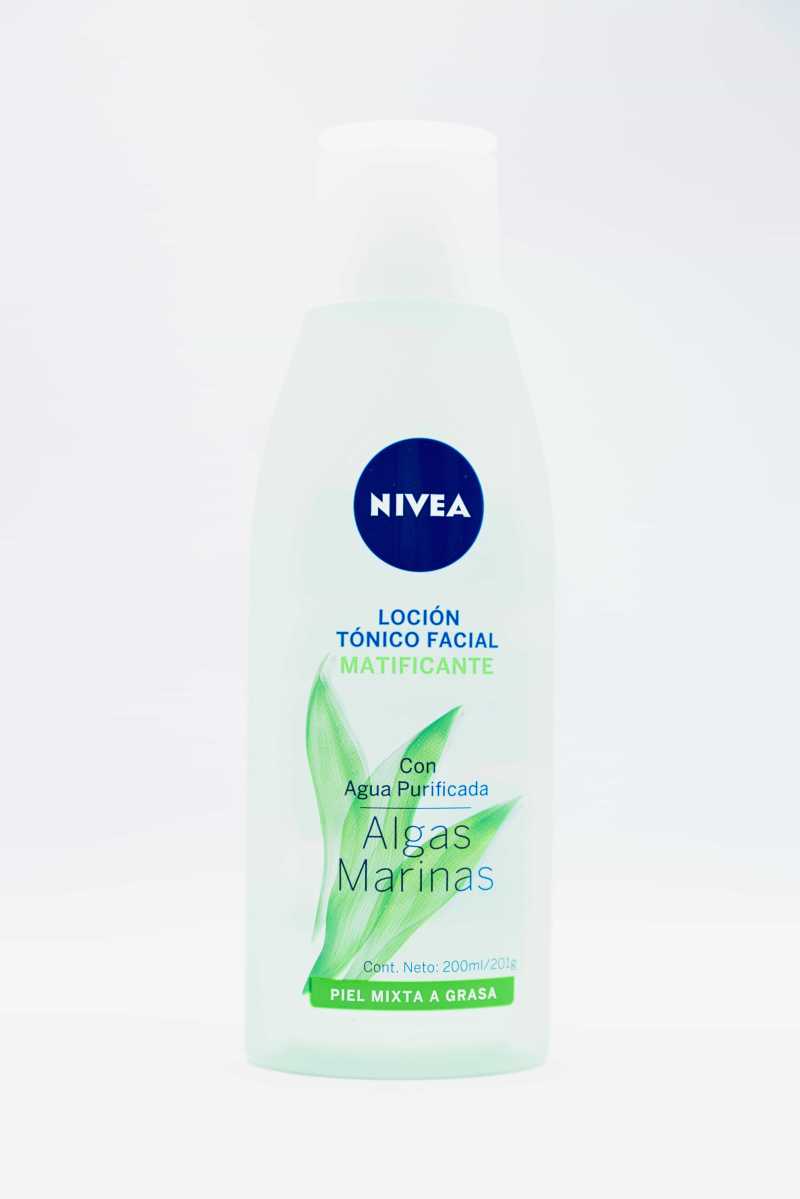 NIVEA
LOCIÓN
TÓNICO FACIAL
MATIFICANTE
Con
Agua Purificada
Algas
Marinas
Cont. Neto: 200ml/201g
PIEL MIXTA A GRASA